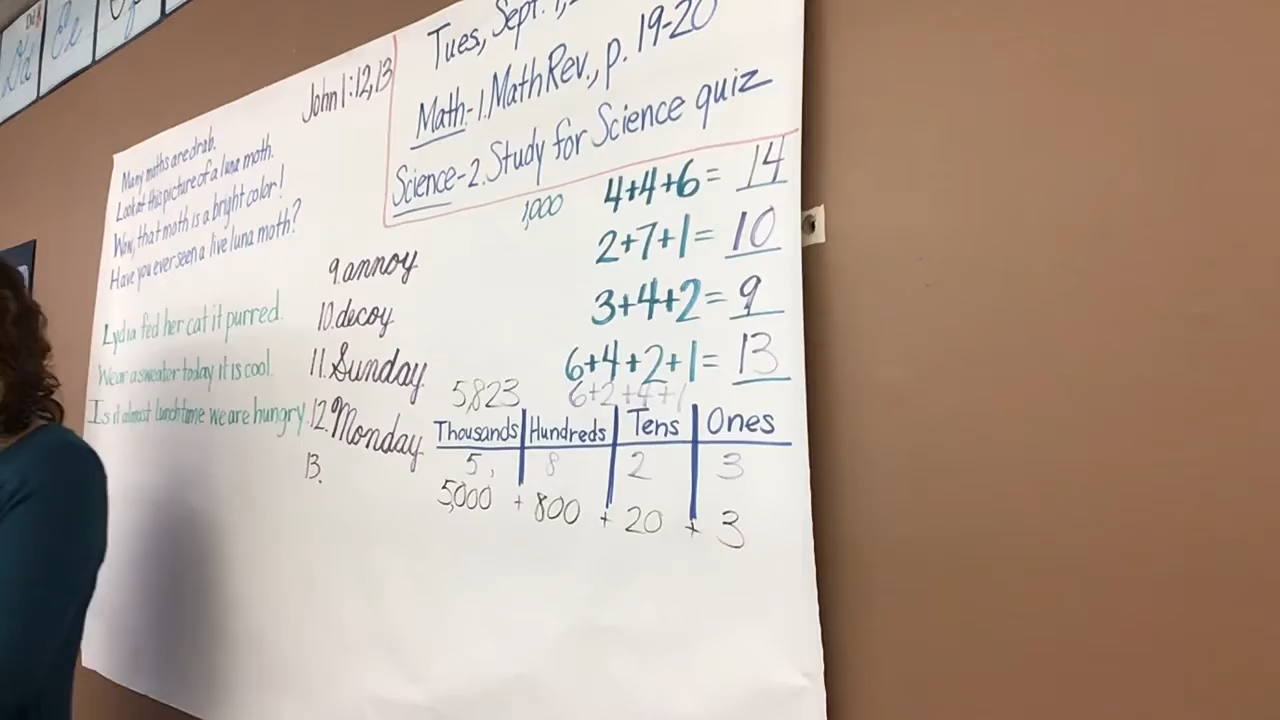 Tues, Sept. 1,
John 1:12,13
Math-1. Math Rev., p. 19-20
Science-2. Study for Science quiz
Many moths are drab.
Look at this picture of a luna moth.
Wow, that moth is a bright color!
Have you ever seen a live luna moth?
Lydia fed her cat it purred.
Wear a sweater today it is cool.
Is it almost lunchtime we are hungry.
9. annoy
10. decoy
11. Sunday
12. Monday
13.
1,000
4+4+6= 14
2+7+1= 10
3+4+2= 9
6+4+2+1= 13
6+2+4+1
5,823
Thousands Hundreds Tens Ones
5, 8 2 3
5,000 + 800 + 20 + 3